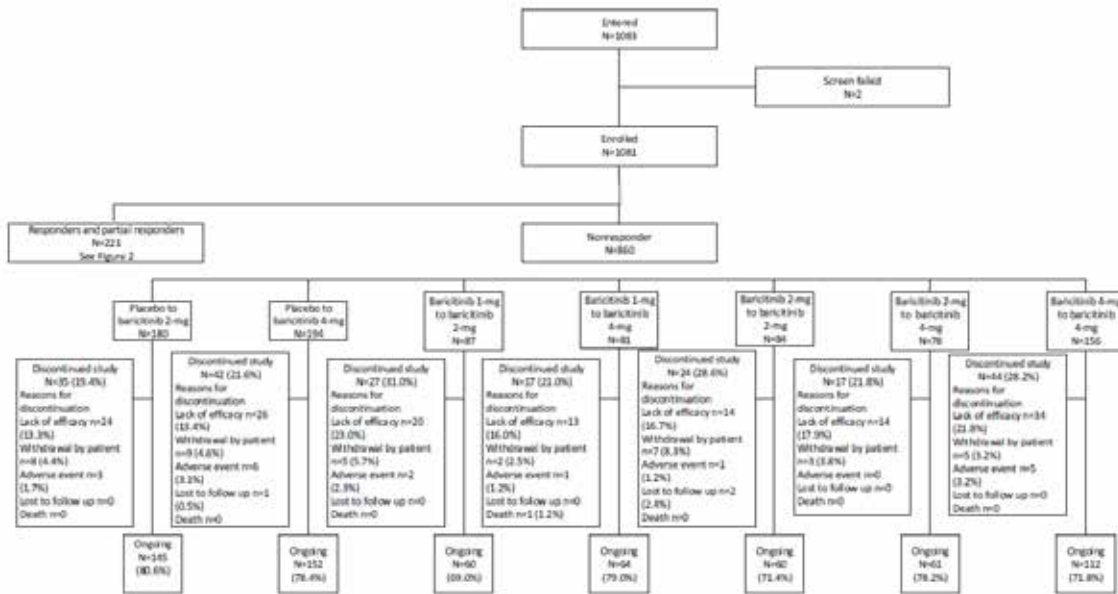 Entered
N=1083
Screen failed
N=2
Enrolled
N=1081
Responders and partial responders
N=221
See Figure 2
Nonresponder
N=860
Placebo to
baricitinib 2-mg
N=180
Placebo to
baricitinib 4-mg
N=194
Baricitinib 1-mg
to baricitinib
2-mg
N=87
Baricitinib 1-mg
to baricitinib
4-mg
N=81
Baricitinib 2-mg
to baricitinib
2-mg
N=84
Baricitinib 2-mg
to baricitinib
4-mg
N=78
Baricitinib 4-mg
to baricitinib
4-mg
N=156
Discontinued study
N=35 (19.4%)
Reasons for
discontinuation
Lack of efficacy n=24
(13.3%)
Withdrawal by patient
n=8 (4.4%)
Adverse event n=3
(1.7%)
Lost to follow up n=0
Death n=0
Discontinued study
N=42 (21.6%)
Reasons for
discontinuation
Lack of efficacy n=26
(13.4%)
Withdrawal by patient
n=9 (4.6%)
Adverse event n=6
(3.1%)
Lost to follow up n=1
(0.5%)
Death n=0
Discontinued study
N=27 (31.0%)
Reasons for
discontinuation
Lack of efficacy n=20
(23.0%)
Withdrawal by patient
n=5 (5.7%)
Adverse event n=2
(2.3%)
Lost to follow up n=0
Death n=0
Discontinued study
N=17 (21.0%)
Reasons for
discontinuation
Lack of efficacy n=13
(16.0%)
Withdrawal by patient
n=2 (2.5%)
Adverse event n=1
(1.2%)
Lost to follow up n=0
Death n=1 (1.2%)
Discontinued study
N=24 (28.6%)
Reasons for
discontinuation
Lack of efficacy n=14
(16.7%)
Withdrawal by patient
n=7 (8.3%)
Adverse event n=1
(1.2%)
Lost to follow up n=2
(2.4%)
Death n=0
Discontinued study
N=17 (21.8%)
Reasons for
discontinuation
Lack of efficacy n=14
(17.9%)
Withdrawal by patient
n=3 (3.8%)
Adverse event n=0
Lost to follow up n=0
Death n=0
Discontinued study
N=44 (28.2%)
Reasons for
discontinuation
Lack of efficacy n=34
(21.8%)
Withdrawal by patient
n=5 (3.2%)
Adverse event n=5
(3.2%)
Lost to follow up n=0
Death n=0
Ongoing
N=145
(80.6%)
Ongoing
N=152
(78.4%)
Ongoing
N=60
(69.0%)
Ongoing
N=64
(79.0%)
Ongoing
N=60
(71.4%)
Ongoing
N=61
(78.2%)
Ongoing
N=112
(71.8%)